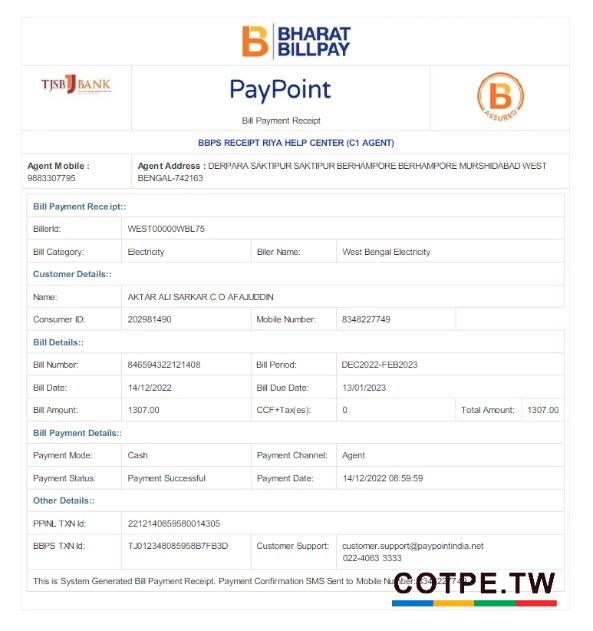 BHARAT
BILLPAY
TJSB BANK
PayPoint
Bill Payment Receipt
B ASSURED
BBPS RECEIPT RIYA HELP CENTER (C1 AGENT)
Agent Mobile :
9883307795
Agent Address : DERPARA SAKTIPUR SAKTIPUR BERHAMPORE BERHAMPORE MURSHIDABAD WEST
BENGAL-742163
Bill Payment Receipt::
BillerId: WEST00000WBL75
Bill Category: Electricity Biler Name: West Bengal Electricity
Customer Details::
Name: AKTAR ALI SARKAR C O AFAJUDDIN
Consumer ID: 202981490 Mobile Number: 8348227749
Bill Details::
Bill Number: 846594322121408 Bill Period: DEC2022-FEB2023
Bill Date: 14/12/2022 Bill Due Date: 13/01/2023
Bill Amount: 1307.00 CCF+Tax(es): 0 Total Amount: 1307.00
Bill Payment Details::
Payment Mode: Cash Payment Channel: Agent
Payment Status: Payment Successful Payment Date: 14/12/2022 08:59:59
Other Details::
PPINL TXN Id: 2212140859580014305
BBPS TXN Id: TJ012348085958B7FB3D Customer Support: customer.support@paypointindia.net
022-4063 3333
This is System Generated Bill Payment Receipt. Payment Confirmation SMS Sent to Mobile Number:
COTPE.TW